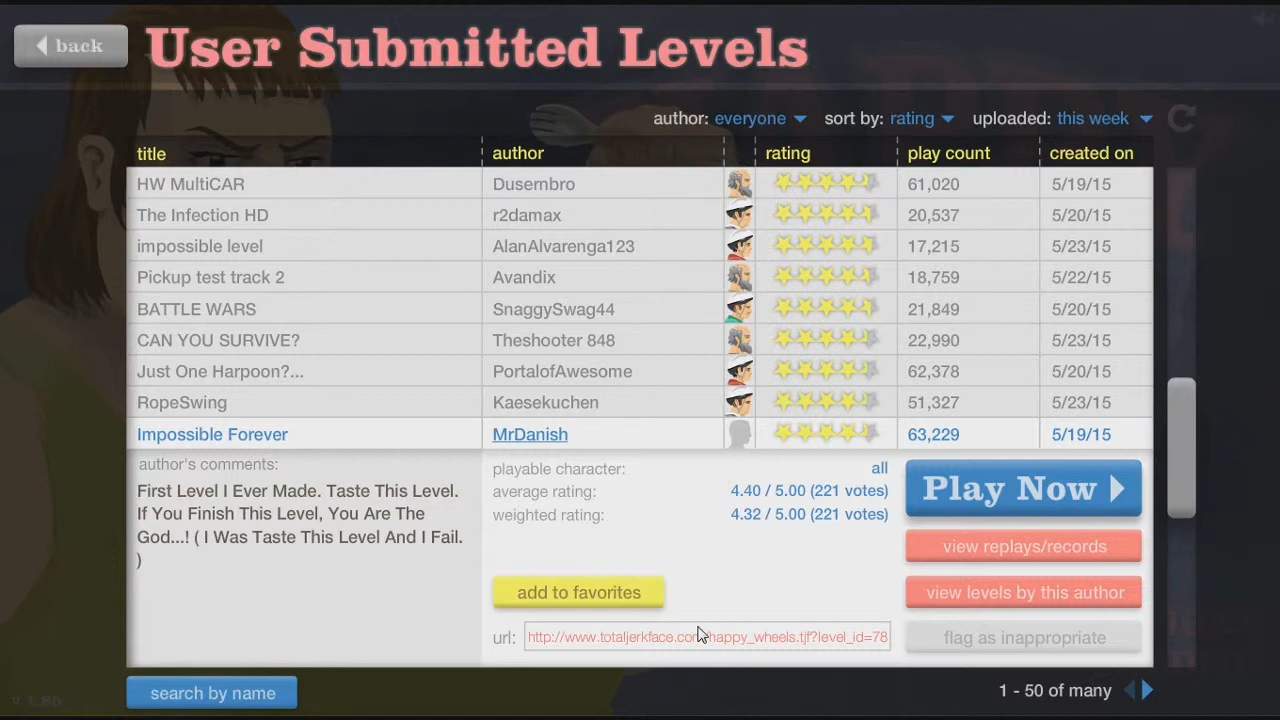 back
User Submitted Levels
author: everyone sort by: rating uploaded: this week
title author rating play count created on
HW MultiCAR Dusernbro 61,020 5/19/15
The Infection HD r2damax 20,537 5/20/15
impossible level AlanAlvarenga123 17,215 5/23/15
Pickup test track 2 Avandix 18,759 5/22/15
BATTLE WARS SnaggySwag44 21,849 5/20/15
CAN YOU SURVIVE? Theshooter 848 22,990 5/23/15
Just One Harpoon?... PortalofAwesome 62,378 5/20/15
RopeSwing Kaesekuchen 51,327 5/23/15
Impossible Forever MrDanish 63,229 5/19/15
author's comments:
First Level I Ever Made. Taste This Level.
If You Finish This Level, You Are The
God...! ( I Was Taste This Level And I Fail.
)
playable character: all
average rating: 4.40 / 5.00 (221 votes)
weighted rating: 4.32 / 5.00 (221 votes)
add to favorites
url: http://www.totaljerkface.com/happy_wheels.tjf?level_id=78
Play Now
view replays/records
view levels by this author
flag as inappropriate
search by name
1 - 50 of many